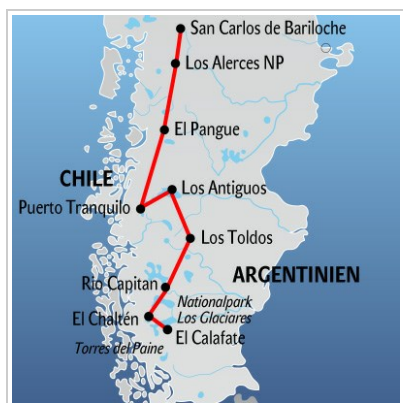 San Carlos de Bariloche
Los Alerces NP
El Pangue
CHILE
Los Antiguos
Puerto Tranquilo
Los Toldos
ARGENTINIEN
Rio Capitan
Nationalpark
Los Glaciares
El Chaltén
El Calafate
Torres del Paine